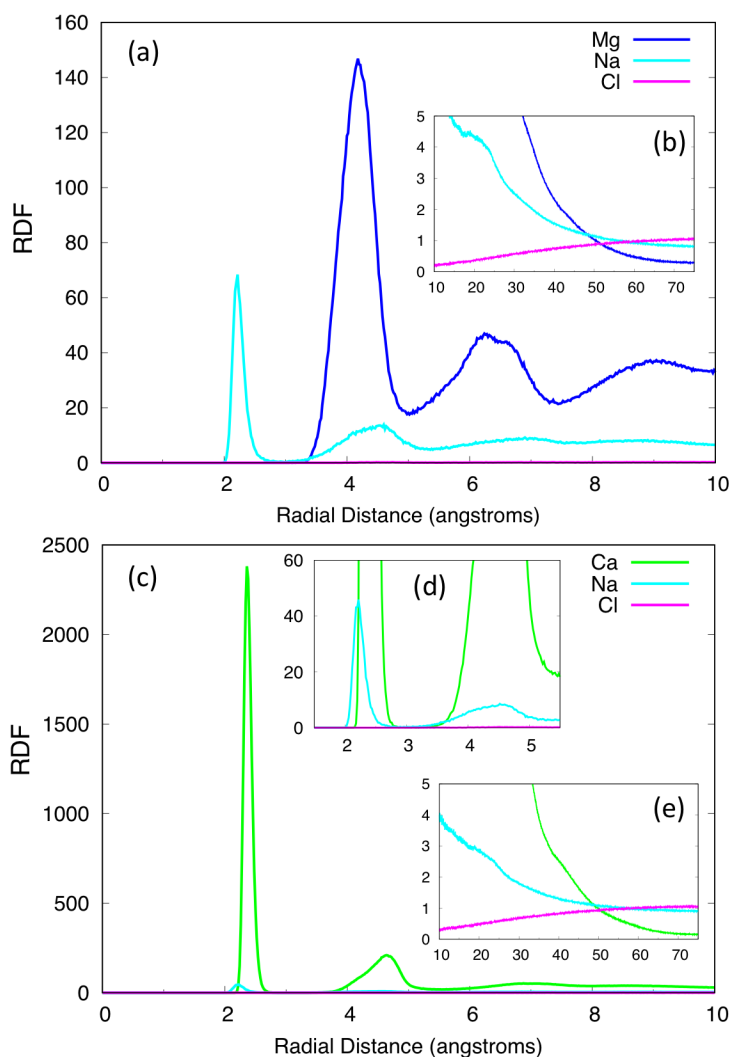 (a)
Mg
Na
Cl
160
140
120
100
80
60
40
20
0
RDF
(b)
5
4
3
2
1
0
10 20 30 40 50 60 70
0 2 4 6 8 10
Radial Distance (angstroms)
(c)
Ca
Na
Cl
2500
2000
1500
1000
500
0
RDF
(d)
60
40
20
0
2 3 4 5
(e)
5
4
3
2
1
0
10 20 30 40 50 60 70
0 2 4 6 8 10
Radial Distance (angstroms)